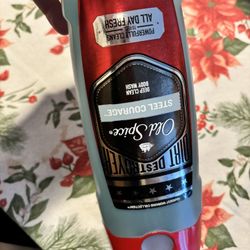 POWERFULLY CLEANS
ALL DAY FRESH
DEEP CLEAN
BODY WASH
STEEL COURAGE
Old Spice
DIRT DESTROYER